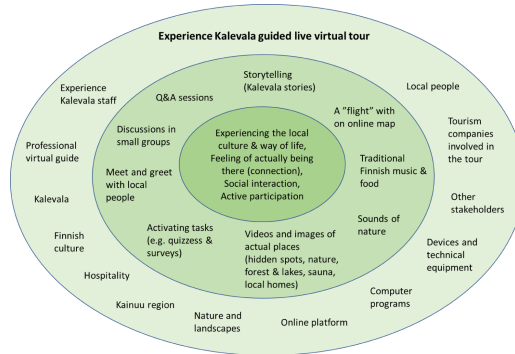 Experience Kalevala guided live virtual tour
Experience
Kalevala staff
Professional
virtual guide
Kalevala
Finnish
culture
Hospitality
Kainuu region
Nature and
landscapes
Online platform
Computer
programs
Devices and
technical
equipment
Other
stakeholders
Tourism
companies
involved in
the tour
Local people
Storytelling
(Kalevala stories)
Q&A sessions
Discussions in
small groups
Meet and greet
with local
people
Activating tasks
(e.g. quizzess &
surveys)
Videos and images of
actual places
(hidden spots, nature,
forest & lakes, sauna,
local homes)
Sounds of
nature
Traditional
Finnish music &
food
A "flight" with
on online map
Experiencing the local
culture & way of life,
Feeling of actually being
there (connection),
Social interaction,
Active participation